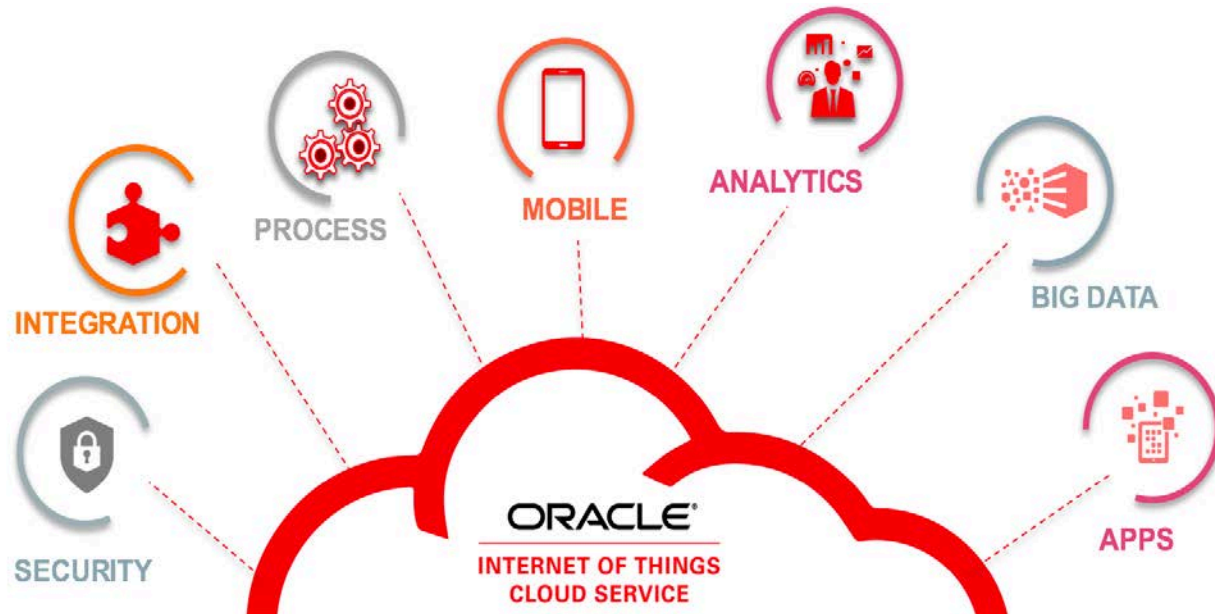 ANALYTICS
MOBILE
PROCESS
BIG DATA
INTEGRATION
ORACLE®
APPS
INTERNET OF THINGS
SECURITY
CLOUD SERVICE